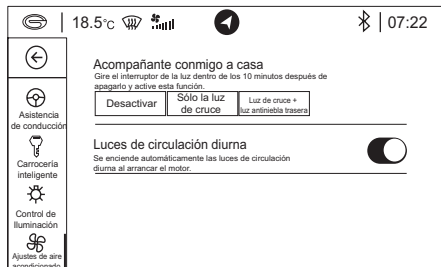 18.5°C
07:22
Acompañante conmigo a casa
Gire el interruptor de la luz dentro de los 10 minutos después de
apagarlo y active esta función.
Desactivar
Sólo la luz
de cruce
Luz de cruce +
luz antiniebla trasera
Luces de circulación diurna
Se enciende automáticamente las luces de circulación
diurna al arrancar el motor.
Asistencia
de conducción
Carrocería
inteligente
Control de
Iluminación
Ajustes de aire
acondicionado